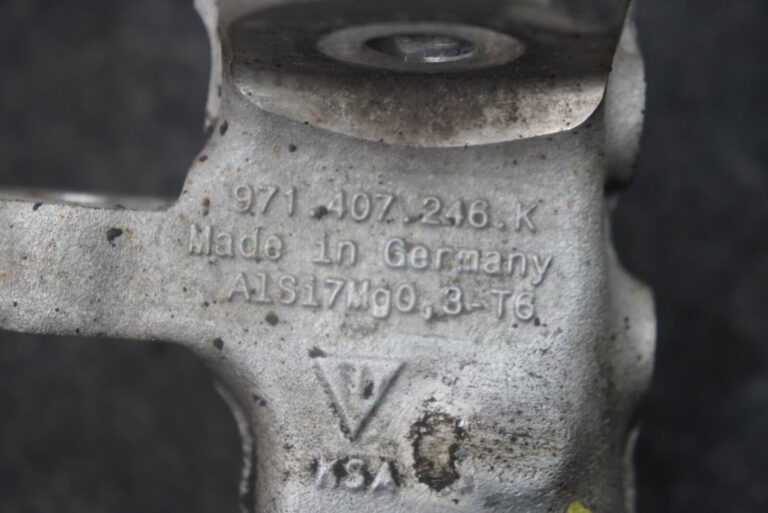 971.407.246.K
Made in Germany
AlSi7Mg0,3-T6
KSA